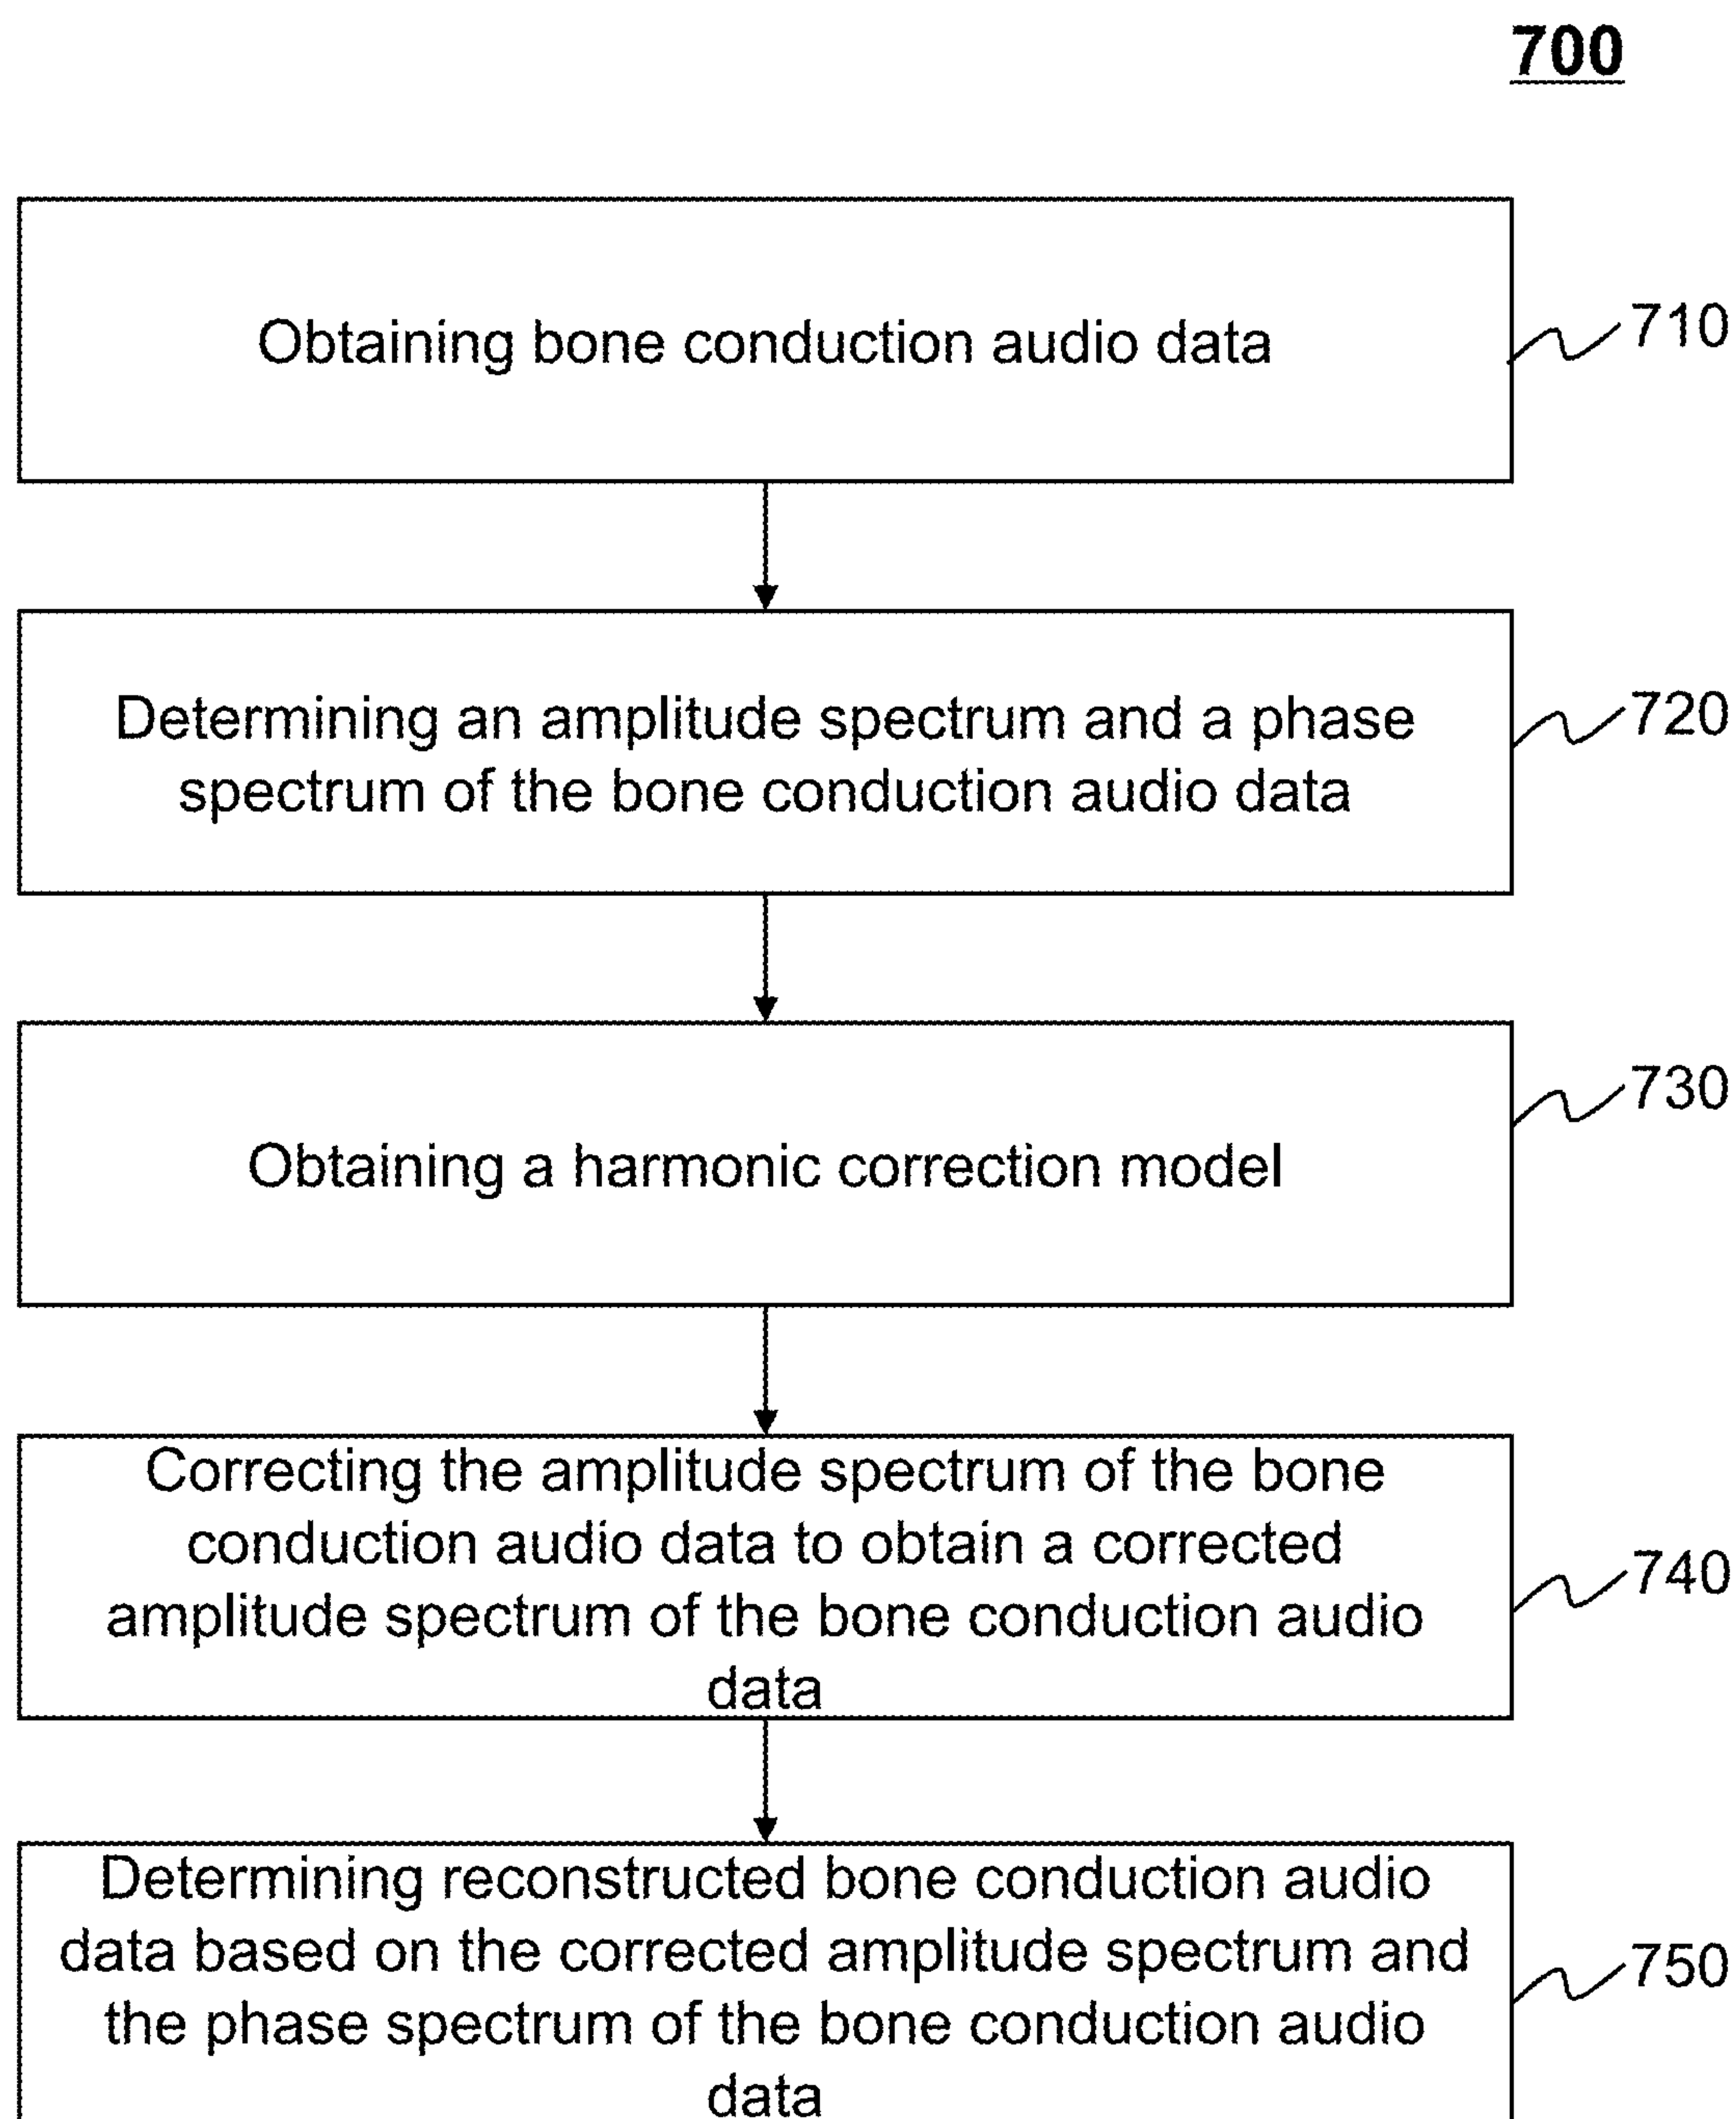 700
Obtaining bone conduction audio data
710
Determining an amplitude spectrum and a phase
spectrum of the bone conduction audio data
720
Obtaining a harmonic correction model
730
Correcting the amplitude spectrum of the bone
conduction audio data to obtain a corrected
amplitude spectrum of the bone conduction audio
data
740
Determining reconstructed bone conduction audio
data based on the corrected amplitude spectrum and
the phase spectrum of the bone conduction audio
data
750